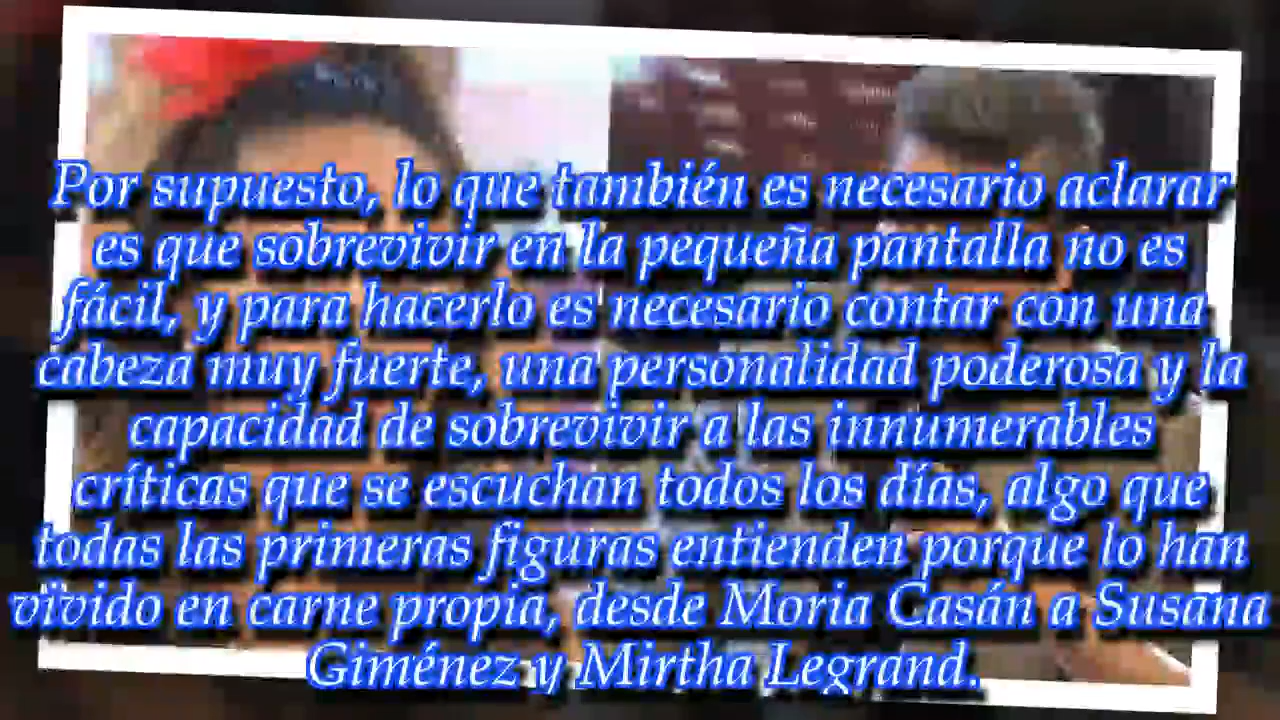 Por supuesto, lo que también es necesario aclarar
es que sobrevivir en la pequeña pantalla no es
fácil, y para hacerlo es necesario contar con una
cabeza muy fuerte, una personalidad poderosa y la
capacidad de sobrevivir a las innumerables
críticas que se escuchan todos los días, algo que
todas las primeras figuras entienden porque lo han
vivido en carne propia, desde Moria Casán a Susana
Giménez y Mirtha Legrand.